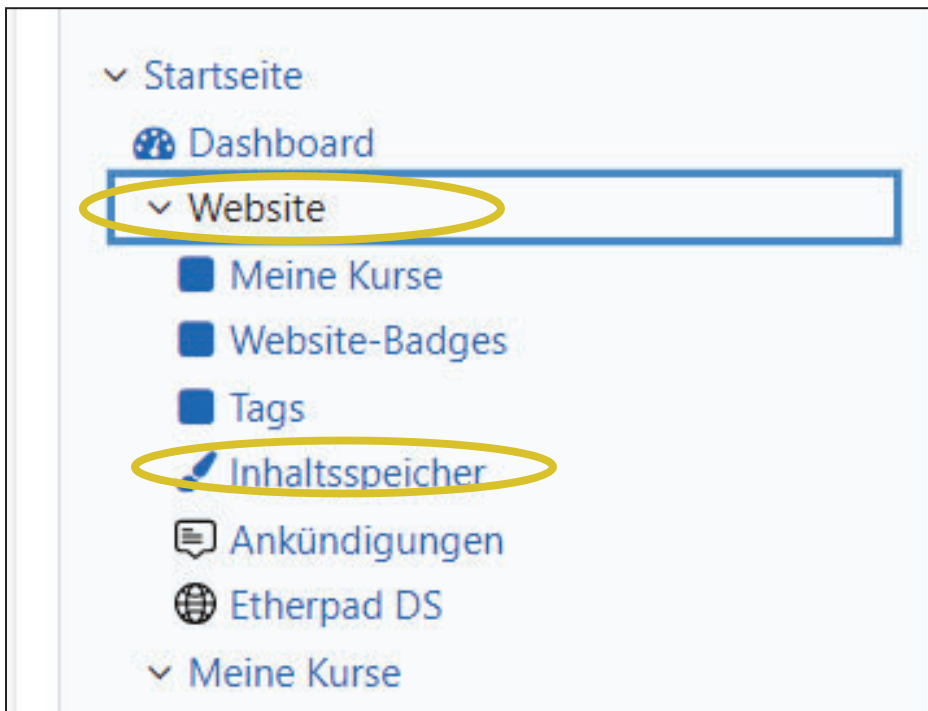 Startseite
Dashboard
Website
Meine Kurse
Website-Badges
Tags
Inhaltsspeicher
Ankündigungen
Etherpad DS
Meine Kurse